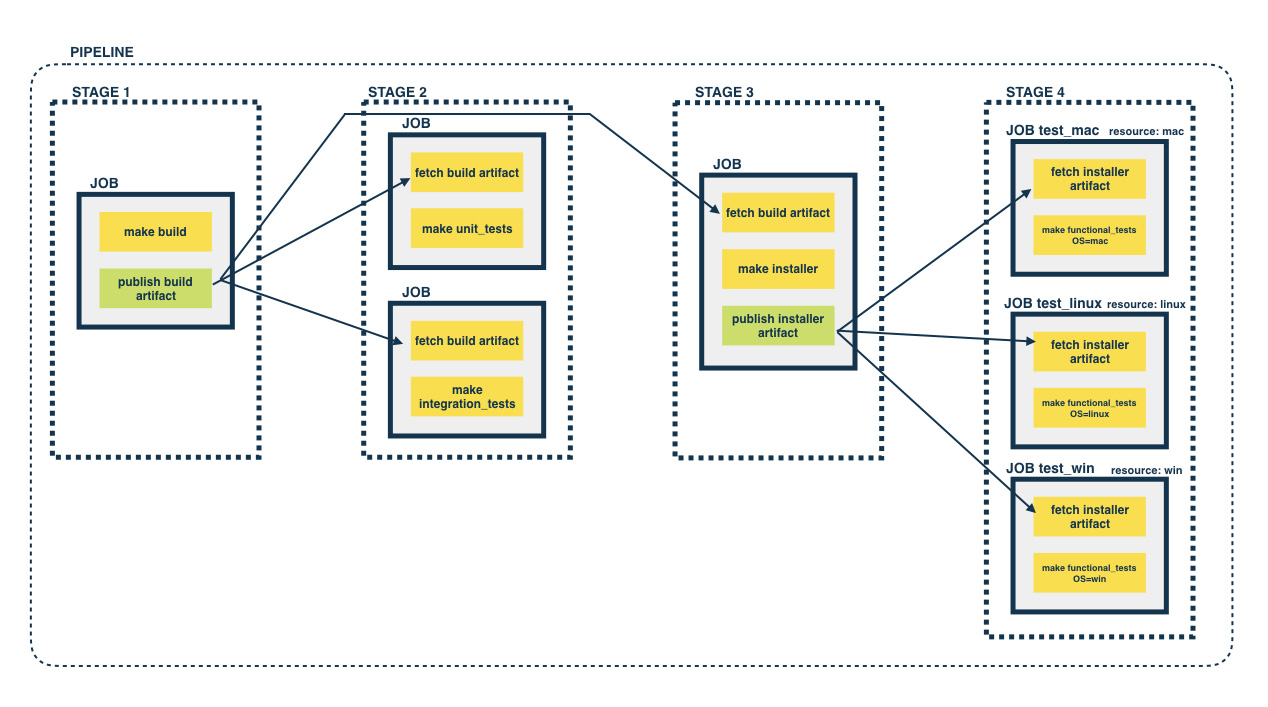 PIPELINE
STAGE 1
JOB
make build
publish build
artifact
STAGE 2
JOB
fetch build artifact
make unit_tests
JOB
fetch build artifact
make
integration_tests
STAGE 3
JOB
fetch build artifact
make installer
publish installer
artifact
STAGE 4
JOB test_mac resource: mac
fetch installer
artifact
make functional_tests
OS=mac
JOB test_linux resource: linux
fetch installer
artifact
make functional_tests
OS=linux
JOB test_win resource: win
fetch installer
artifact
make functional_tests
OS=win